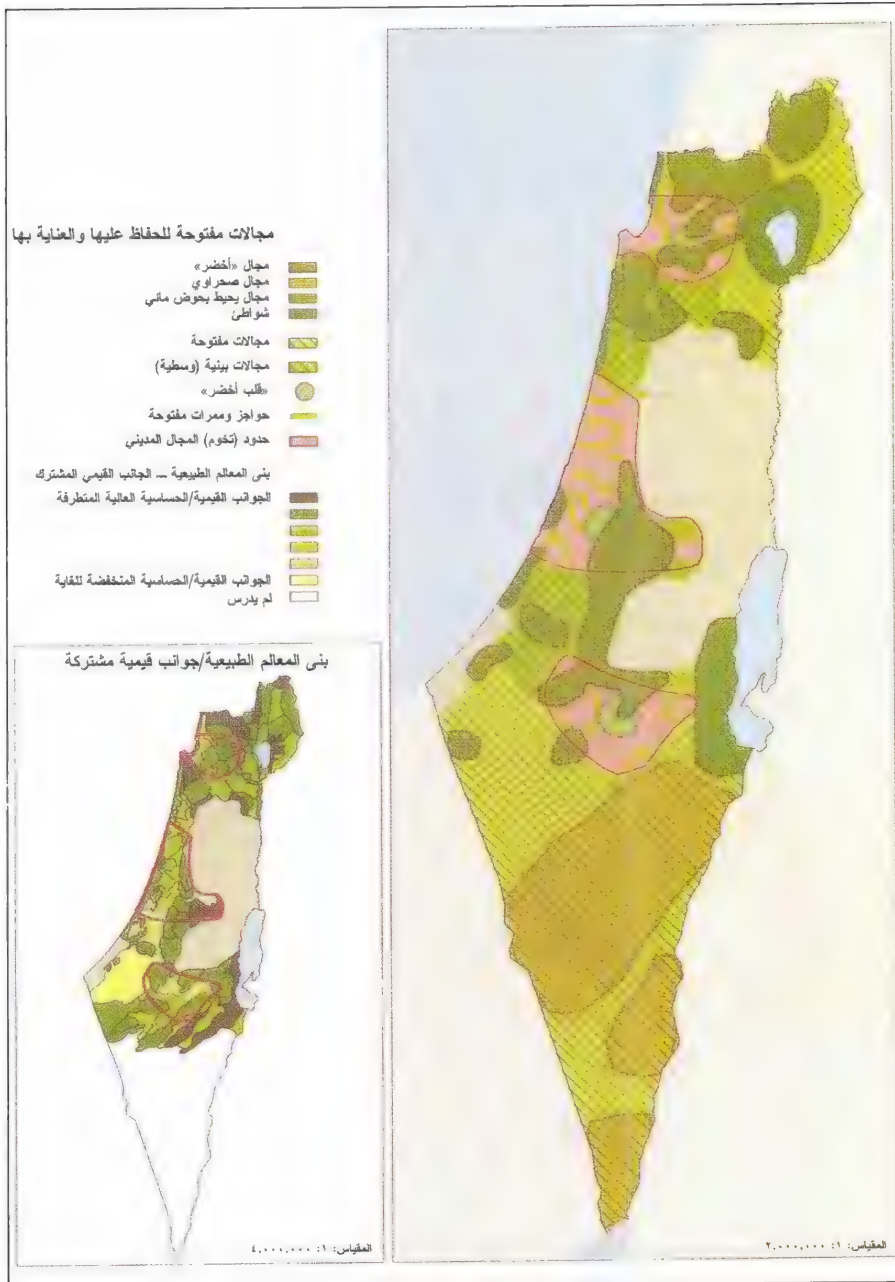 مجالات مفتوحة للحفاظ عليها والعناية بها
مجال «أخضر»
مجال صحراوي
مجال يحيط بحوض مائي
شواطئ
مجالات مفتوحة
مجالات بينية (وسطية)
«قلب أخضر»
حواجز وممرات مفتوحة
حدود (تخوم) المجال المديني
بنى المعالم الطبيعية – الجانب القيمي المشترك
الجوانب القيمية/الحساسية العالية المتطرفة
الجوانب القيمية/الحساسية المنخفضة للغاية
لم يدرس
بنى المعالم الطبيعية/جوانب قيمية مشتركة
المقياس: ١: ٤,٠٠٠,٠٠٠
المقياس: ١: ٢,٠٠٠,٠٠٠